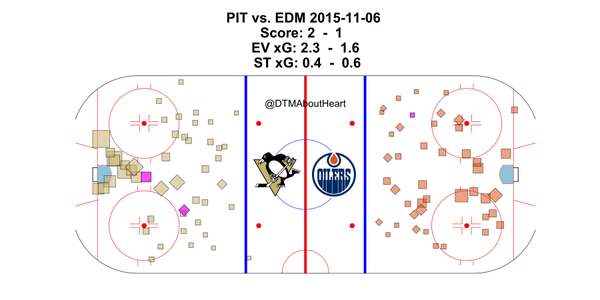 PIT vs. EDM 2015-11-06
Score: 2 - 1
EV xG: 2.3 - 1.6
ST xG: 0.4 - 0.6
@DTMAboutHeart
OILERS